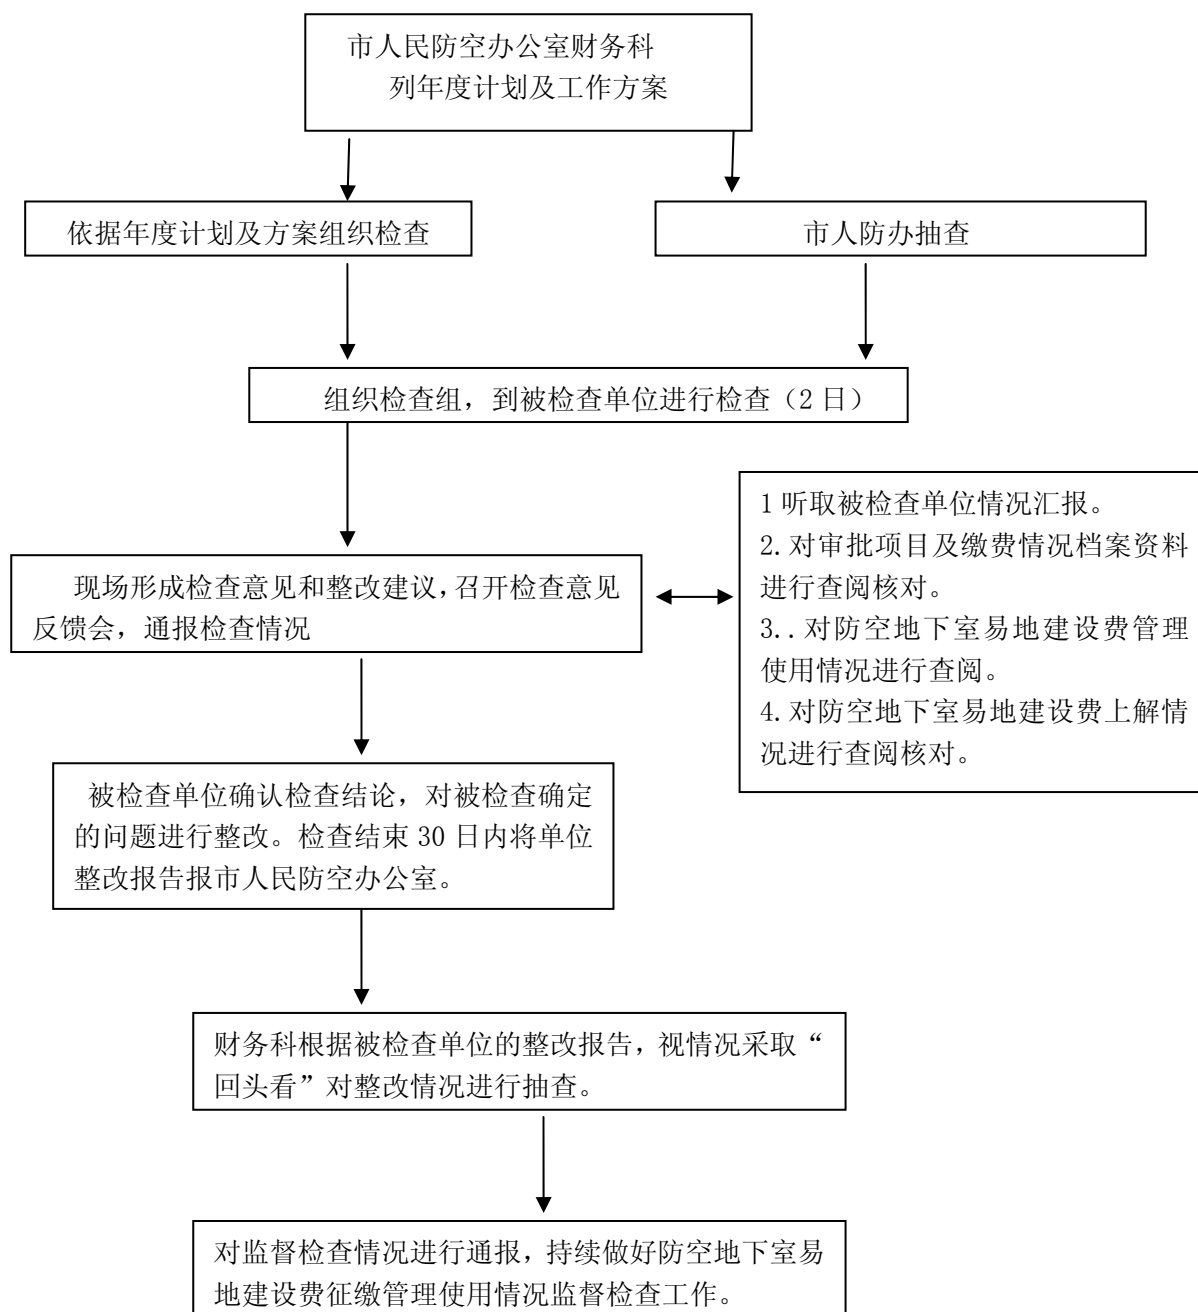 市人民防空办公室财务科
列年度计划及工作方案
依据年度计划及方案组织检查
市人防办抽查
组织检查组，到被检查单位进行检查（2 日）
现场形成检查意见和整改建议，召开检查意见
反馈会，通报检查情况
1 听取被检查单位情况汇报。
2.对审批项目及缴费情况档案资料
进行查阅核对。
3..对防空地下室易地建设费管理
使用情况进行查阅。
4.对防空地下室易地建设费上解情
况进行查阅核对。
被检查单位确认检查结论，对被检查确定
的问题进行整改。检查结束 30 日内将单位
整改报告报市人民防空办公室。
财务科根据被检查单位的整改报告，视情况采取“
回头看”对整改情况进行抽查。
对监督检查情况进行通报，持续做好防空地下室易
地建设费征缴管理使用情况监督检查工作。